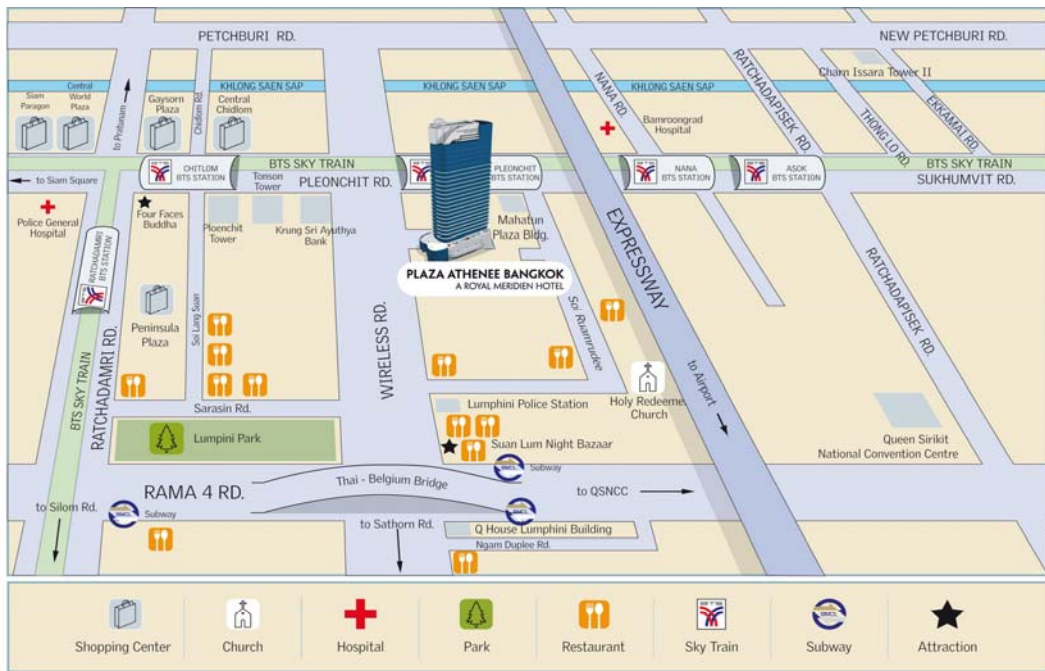 PETCHBURI RD.
NEW PETCHBURI RD.
Charn Issara Tower II
KHLONG SAEN SAP
KHLONG SAEN SAP
KHLONG SAEN SAP
Siam
Paragon
Central
World
Plaza
to Pratunam
Gaysorn
Plaza
Chidlom Rd.
Central
Chidlom
NANA RD.
Bamroongrad
Hospital
RATCHADAPISEK RD.
THONG LO RD.
EKKAMAI RD.
to Siam Square
CHITLOM
BTS STATION
BTS SKY TRAIN
PLEONCHIT RD.
PLEONCHIT
BTS STATION
NANA
BTS STATION
ASOK
BTS STATION
BTS SKY TRAIN
SUKHUMVIT RD.
Police General
Hospital
Four Faces
Buddha
Tonson
Tower
Ploenchit
Tower
Krung Sri Ayuthya
Bank
Mahatun
Plaza Bldg.
RATCHADAMRI
BTS STATION
PLAZA ATHENEE BANGKOK
A ROYAL MERIDIEN HOTEL
EXPRESSWAY
RATCHADAPISEK RD.
Peninsula
Plaza
Soi Lang Suan
WIRELESS RD.
Soi Ruamrudee
BTS SKY TRAIN
RATCHADAMRI RD.
to Airport
Sarasin Rd.
Lumphini Police Station
Holy Redeeme
Church
Lumpini Park
Suan Lum Night Bazaar
Queen Sirikit
National Convention Centre
Subway
Thai - Belgium Bridge
RAMA 4 RD.
to QSNCC
to Silom Rd.
Subway
to Sathorn Rd.
Q House Lumphini Building
Ngam Duplee Rd.
Shopping Center
Church
Hospital
Park
Restaurant
BTS
Sky Train
BMCL
Subway
Attraction